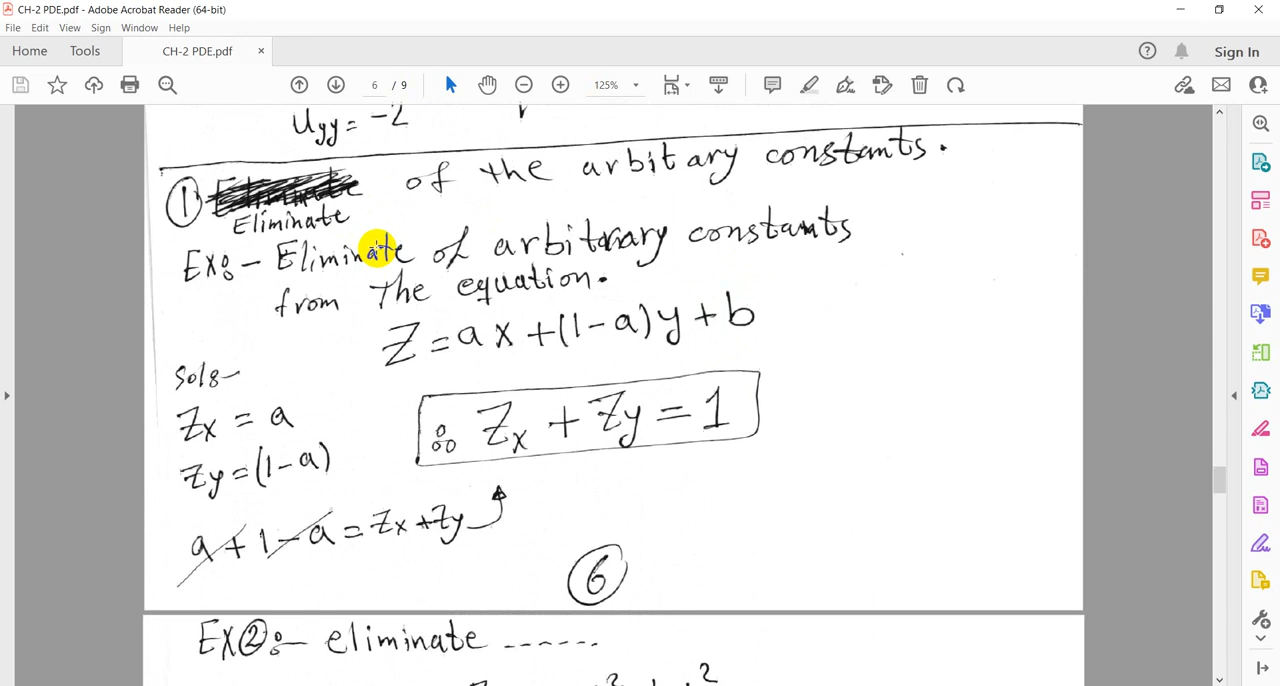 CH-2 PDE.pdf - Adobe Acrobat Reader (64-bit)
File Edit View Sign Window Help
Home Tools CH-2 PDE.pdf × Sign In
6 / 9 125%
Uyy = -2
① of the arbitary constants.
Eliminate
Ex:- Eliminate of arbitrary constants
from The equation.
Z = ax + (1-a)y + b
Sol:-
Zx = a
∴ Zx + Zy = 1
Zy = (1-a)
a + 1 - a = Zx + Zy
6
EX②:- eliminate ------